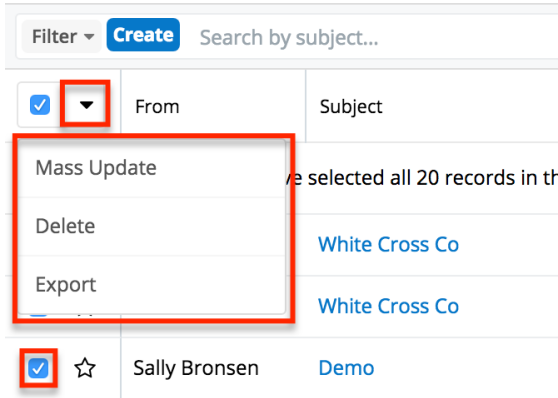 Filter Create Search by subject...
From Subject
Mass Update
selected all 20 records in
Delete
White Cross Co
Export
White Cross Co
Sally Bronsen Demo